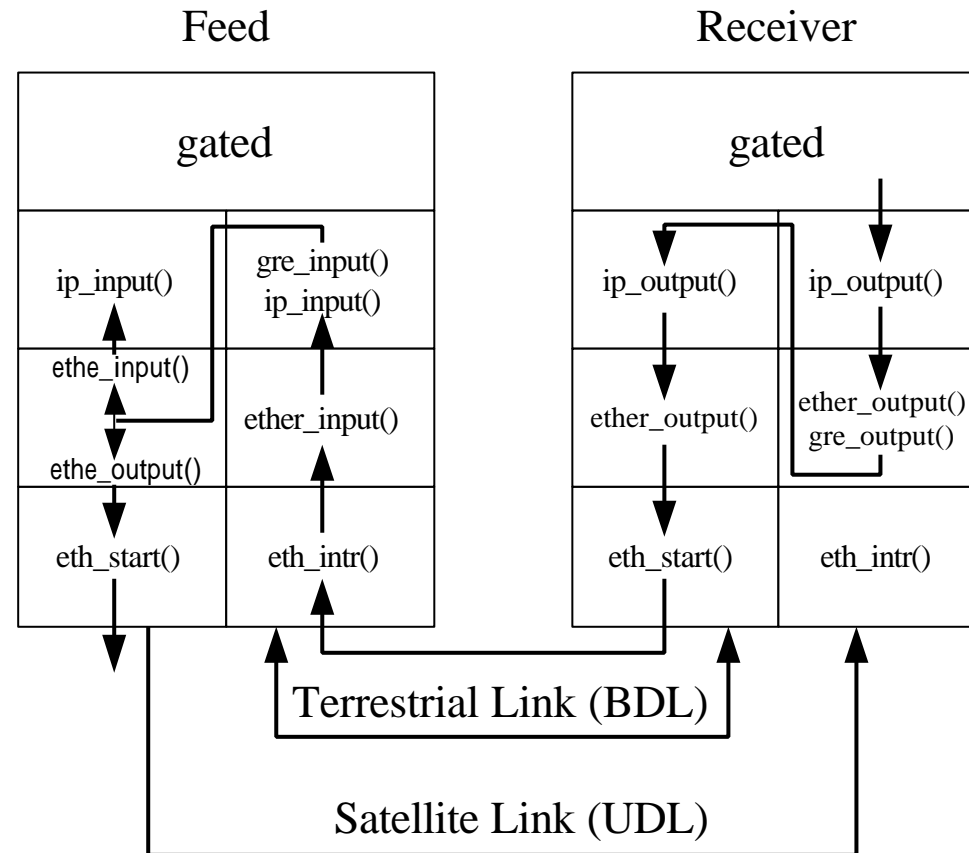 Feed
Receiver
gated
gated
ip_input()
gre_input()
ip_input()
ip_output()
ip_output()
ethe_input()
ether_input()
ethe_output()
ether_output()
ether_output()
gre_output()
eth_start()
eth_intr()
eth_start()
eth_intr()
Terrestrial Link (BDL)
Satellite Link (UDL)